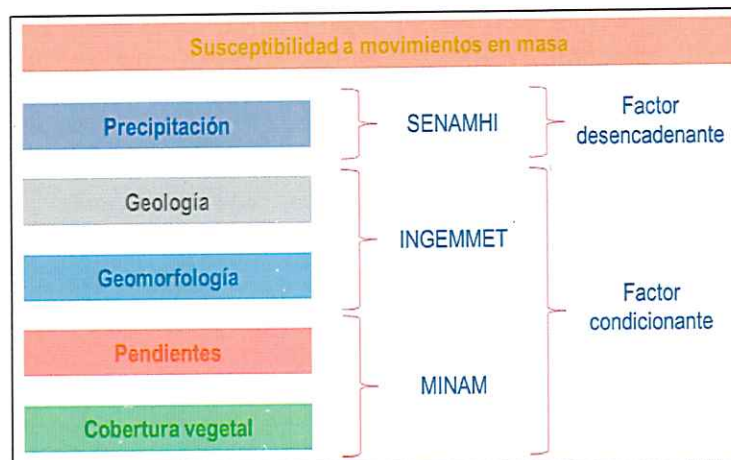 Susceptibilidad a movimientos en masa
Precipitación
SENAMHI
Factor
desencadenante
Geología
INGEMMET
Geomorfología
Factor
condicionante
Pendientes
MINAM
Cobertura vegetal